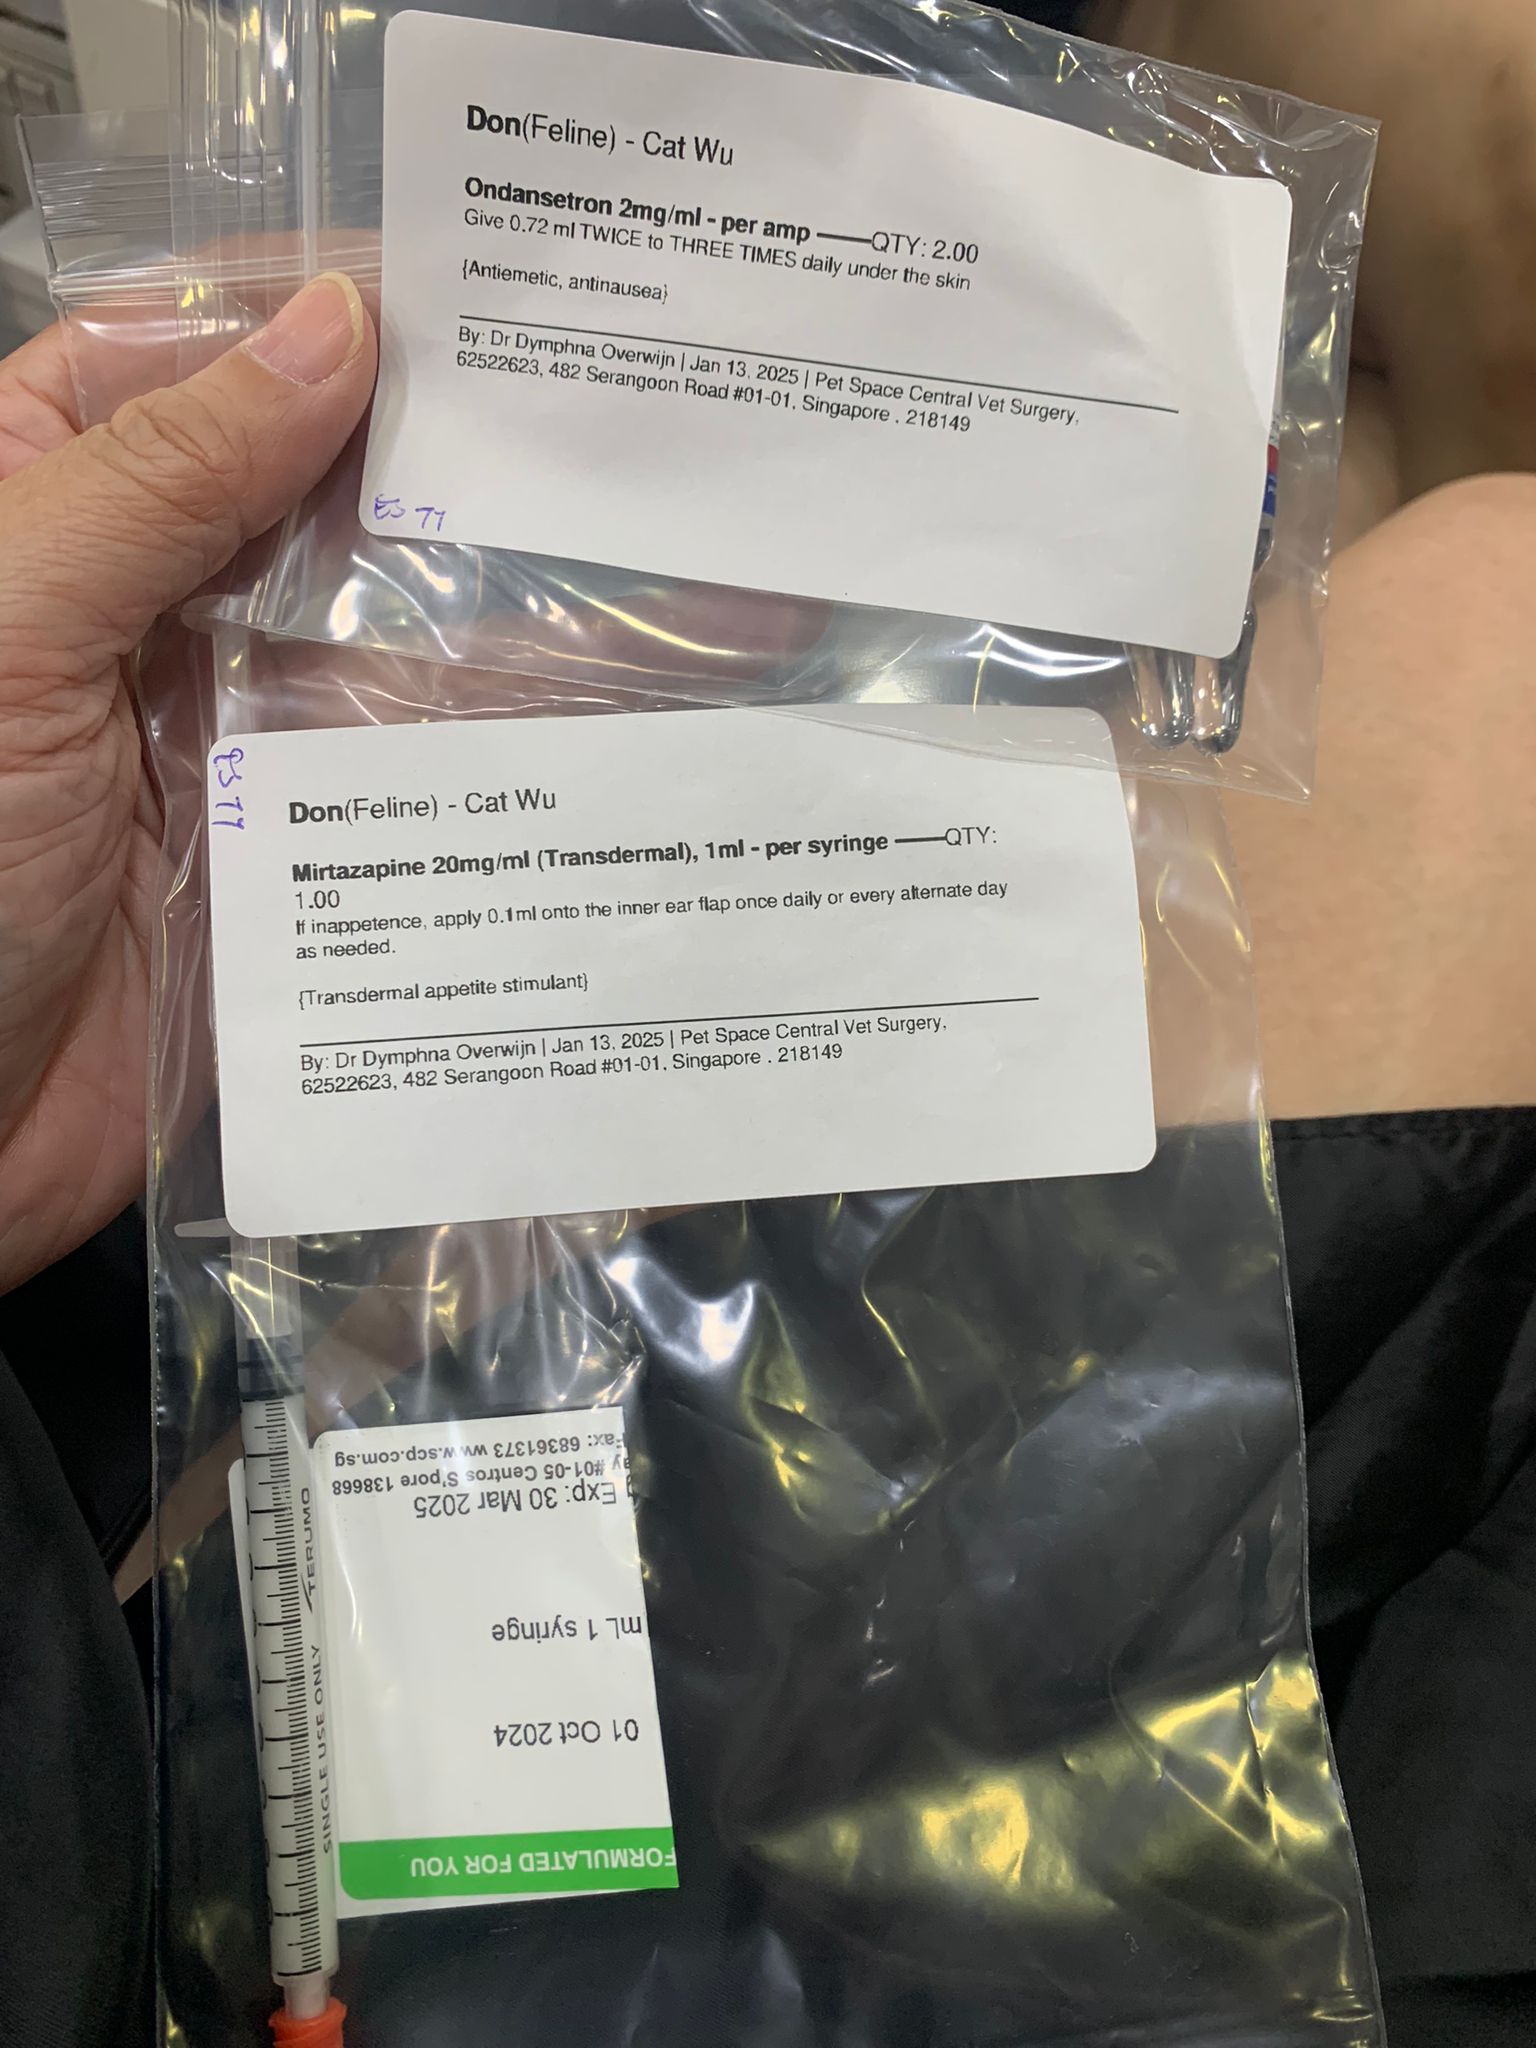 Don(Feline) - Cat Wu
Ondansetron 2mg/ml - per amp ——QTY: 2.00
Give 0.72 ml TWICE to THREE TIMES daily under the skin
{Antiemetic, antinausea}
By: Dr Dymphna Overwijn | Jan 13, 2025 | Pet Space Central Vet Surgery,
62522623, 482 Serangoon Road #01-01, Singapore . 218149
Don(Feline) - Cat Wu
Mirtazapine 20mg/ml (Transdermal), 1ml - per syringe ——QTY:
1.00
If inappetence, apply 0.1ml onto the inner ear flap once daily or every alternate day
as needed.
{Transdermal appetite stimulant}
By: Dr Dymphna Overwijn | Jan 13, 2025 | Pet Space Central Vet Surgery,
62522623, 482 Serangoon Road #01-01, Singapore . 218149
TERUMO
SINGLE USE ONLY
FORMULATED FOR YOU
01 Oct 2024
mL 1 syringe
Exp: 30 Mar 2025
#01-05 Centros S'pore 138668
Fax: 68361373 www.scp.com.sg